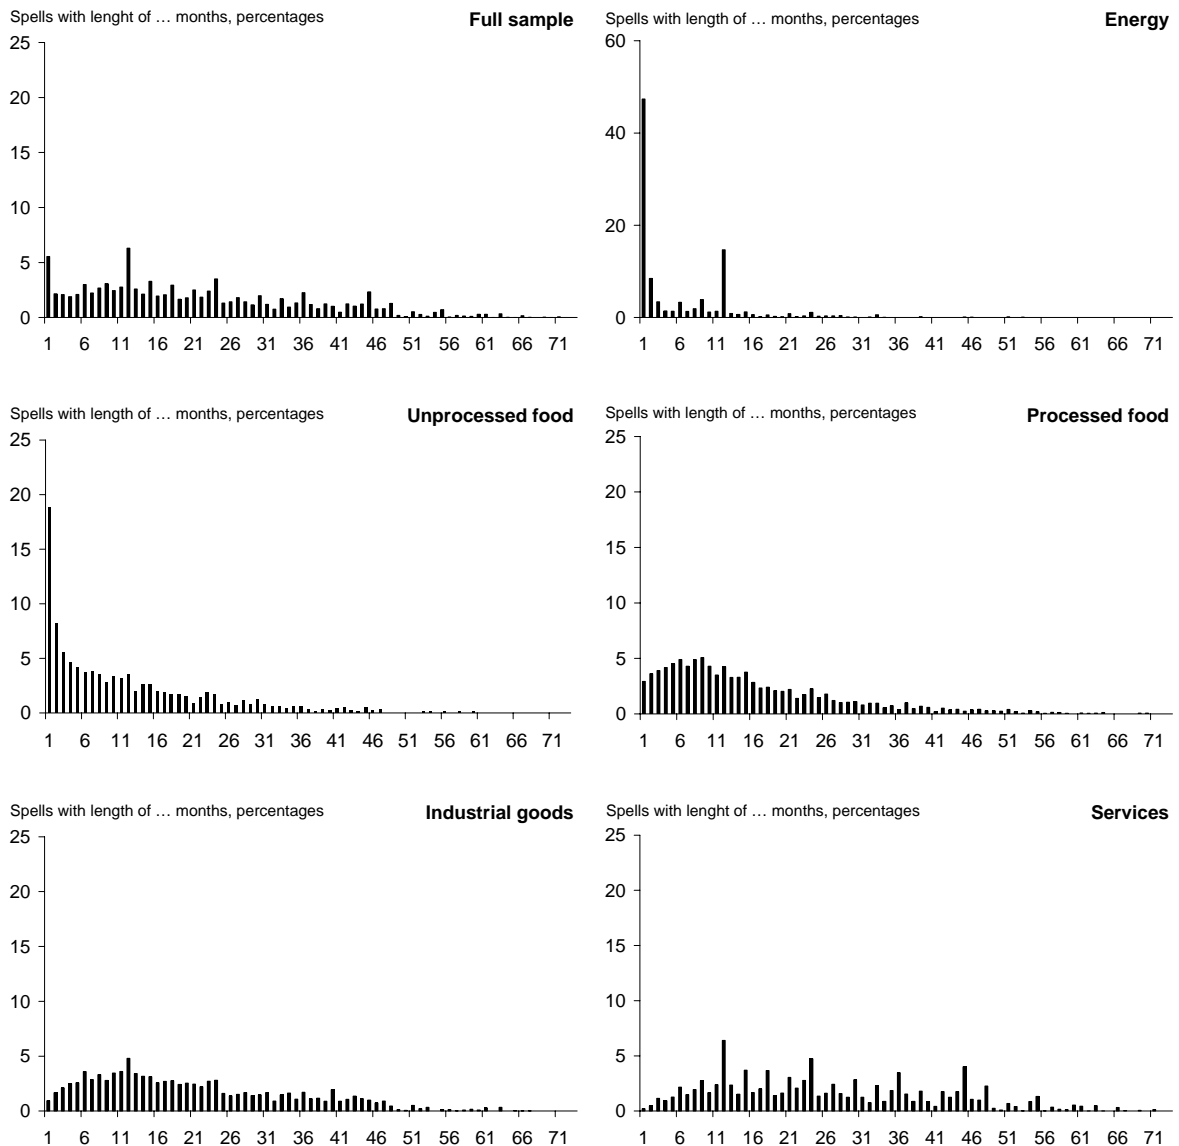 Spells with lenght of … months, percentages Full sample
25
20
15
10
5
0
1 6 11 16 21 26 31 36 41 46 51 56 61 66 71
Spells with lenght of … months, percentages Energy
60
40
20
0
1 6 11 16 21 26 31 36 41 46 51 56 61 66 71
Spells with length of … months, percentages Unprocessed food
25
20
15
10
5
0
1 6 11 16 21 26 31 36 41 46 51 56 61 66 71
Spells with length of … months, percentages Processed food
25
20
15
10
5
0
1 6 11 16 21 26 31 36 41 46 51 56 61 66 71
Spells with length of … months, percentages Industrial goods
25
20
15
10
5
0
1 6 11 16 21 26 31 36 41 46 51 56 61 66 71
Spells with lenght of … months, percentages Services
25
20
15
10
5
0
1 6 11 16 21 26 31 36 41 46 51 56 61 66 71